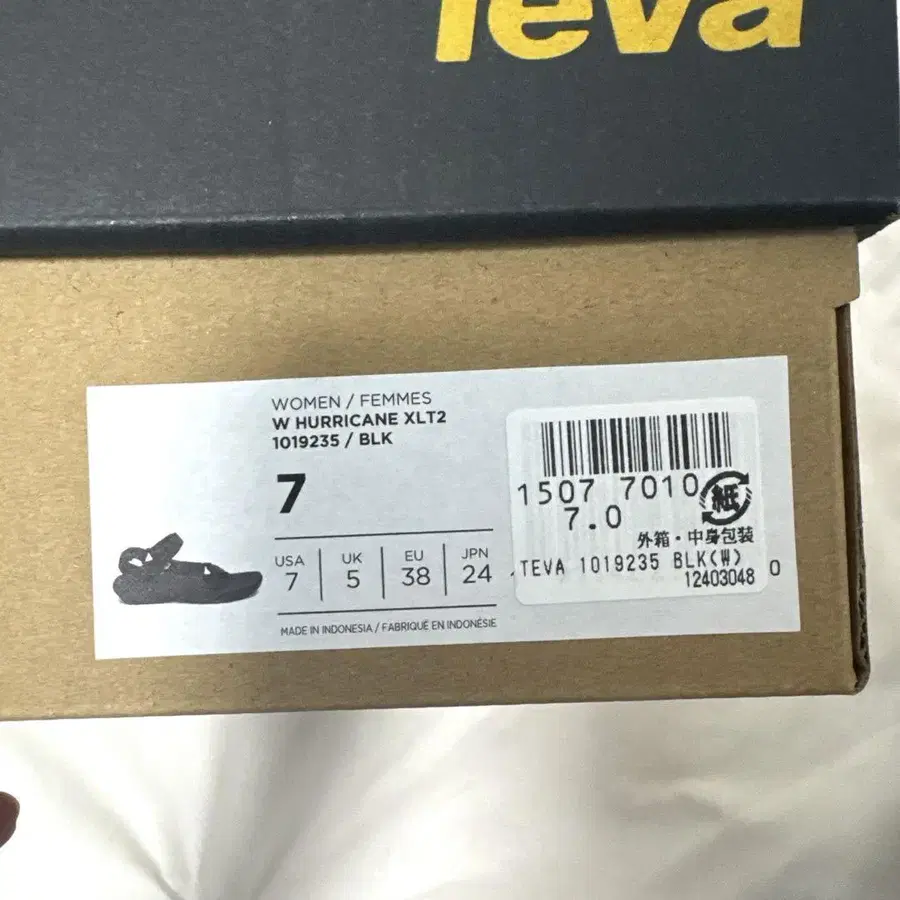 Teva
WOMEN / FEMMES
W HURRICANE XLT2
1019235 / BLK
7
USA UK EU JPN
7 5 38 24
MADE IN INDONESIA / FABRIQUÉ EN INDONÉSIE
1507 7010
7.0
紙
外箱・中身包装
TEVA 1019235 BLK(W)
12403048 0